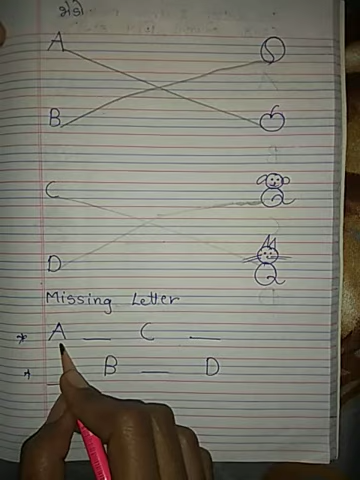 A
B
C
D
Missing Letter
* A __ C __
* __ B __ D